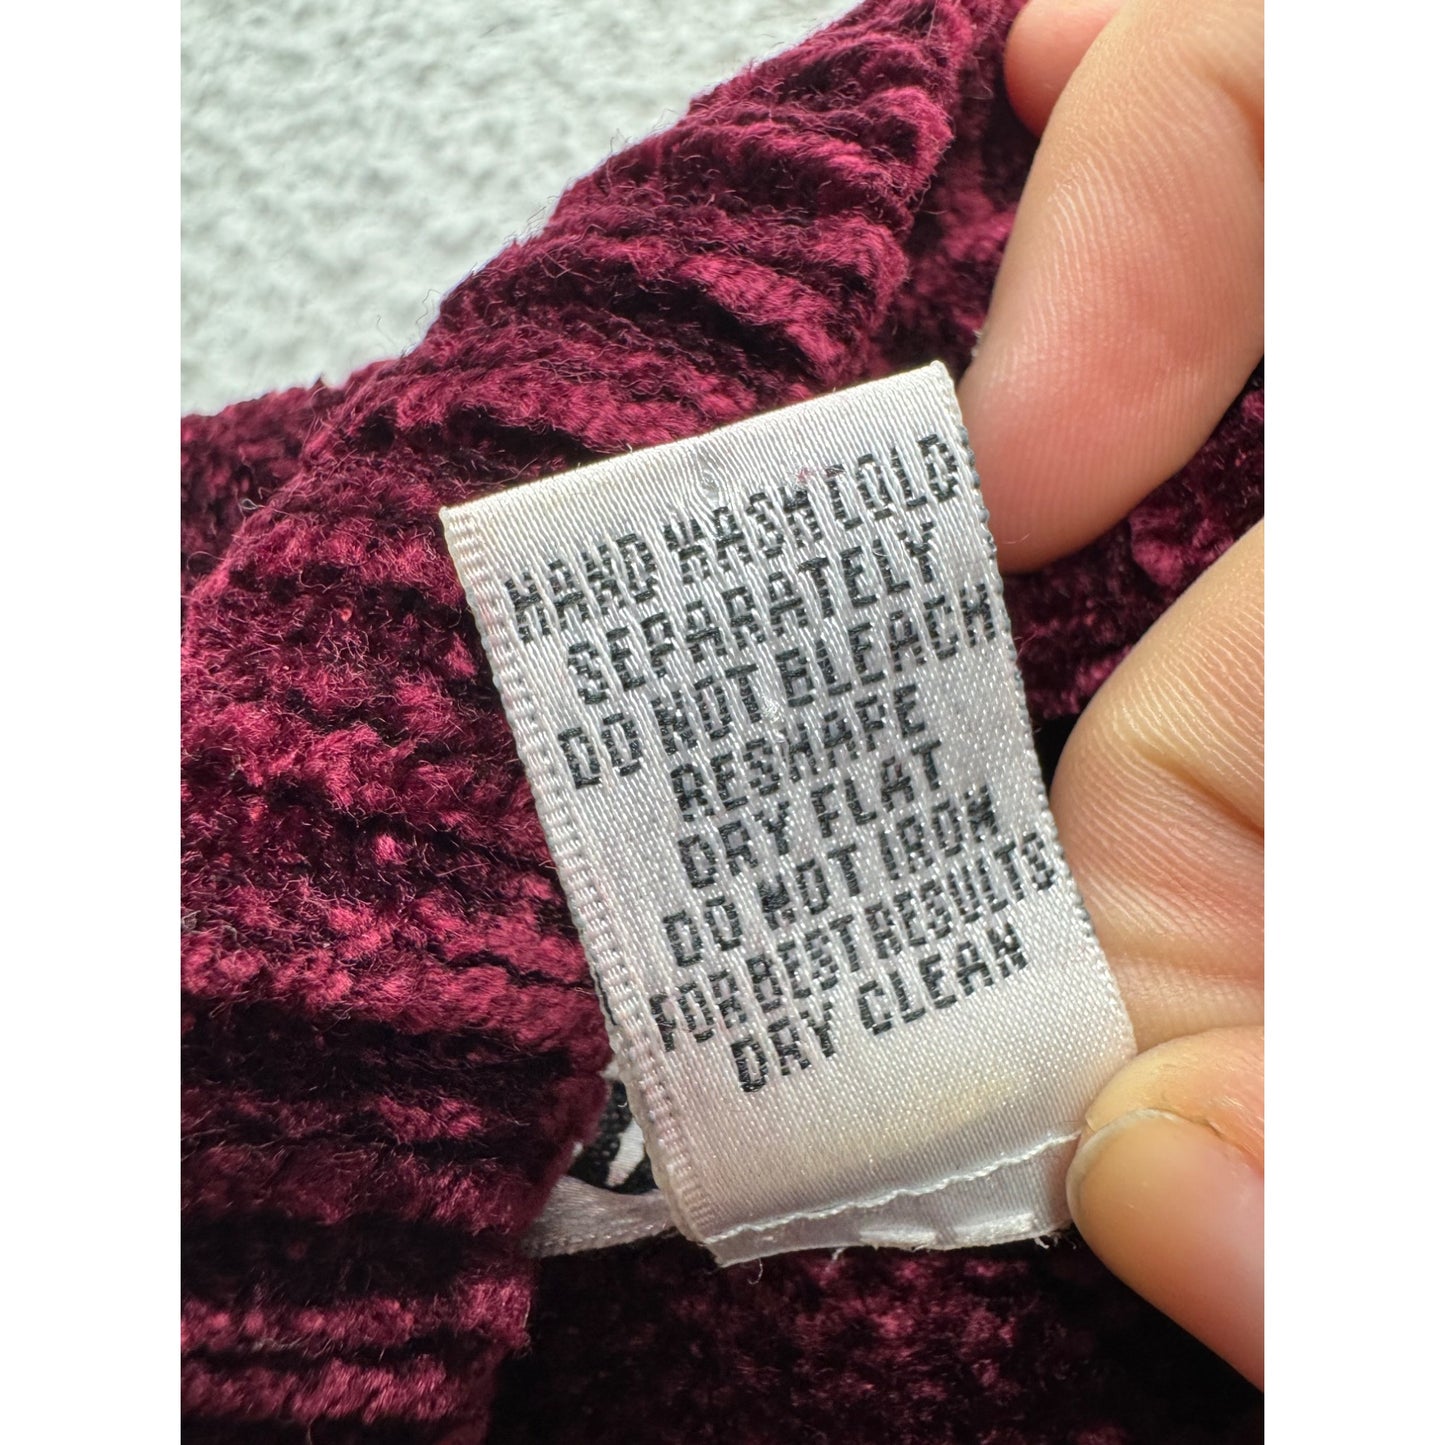 HAND WASH COLD
SEPARATELY
DO NOT BLEACH
RESHAPE
DRY FLAT
DO NOT IRON
FOR BEST RESULTS
DRY CLEAN